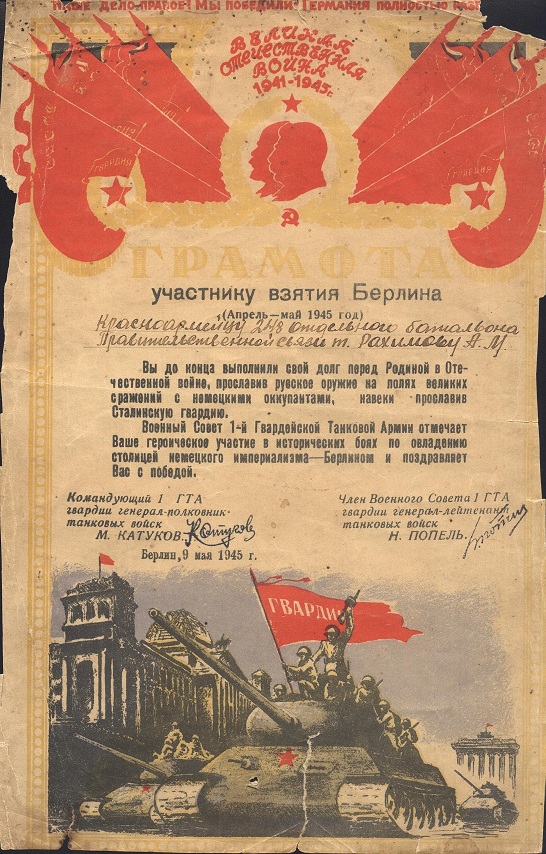 НАШЕ ДЕЛО ПРАВОЕ! МЫ ПОБЕДИЛИ! ГЕРМАНИЯ ПОЛНОСТЬЮ
ВЕЛИКАЯ
ОТЕЧЕСТВЕННАЯ
ВОЙНА
1941-1945г.
ГВАРДИЯ
ГВАРДИЯ
ГРАМОТА
участнику взятия Берлина
(Апрель—май 1945 год)
Красноармейцу 248 отдельного баталвона
Правительственной связи т. Рахимову А.М
Вы до конца выполнили свой долг перед Родиной в Оте-
чественной войне, прославив русское оружие на полях великих
сражений с немецкими оккупантами, навеки прославив
Сталинскую гвардию.
Военный Совет 1-й Гвардейской Танковой Армии отмечает
Ваше героическое участие в исторических боях по овладению
столицей немецкого империализма—Берлином и поздравляет
Вас с победой.
Командующий 1 ГТА
гвардии генерал-полковник
танковых войск
М. КАТУКОВ.
Член Военного Совета 1 ГТА
гвардии генерал-лейтенант
танковых войск
Н. ПОПЕЛЬ.
Берлин, 9 мая 1945 г.
ГВАРДИ